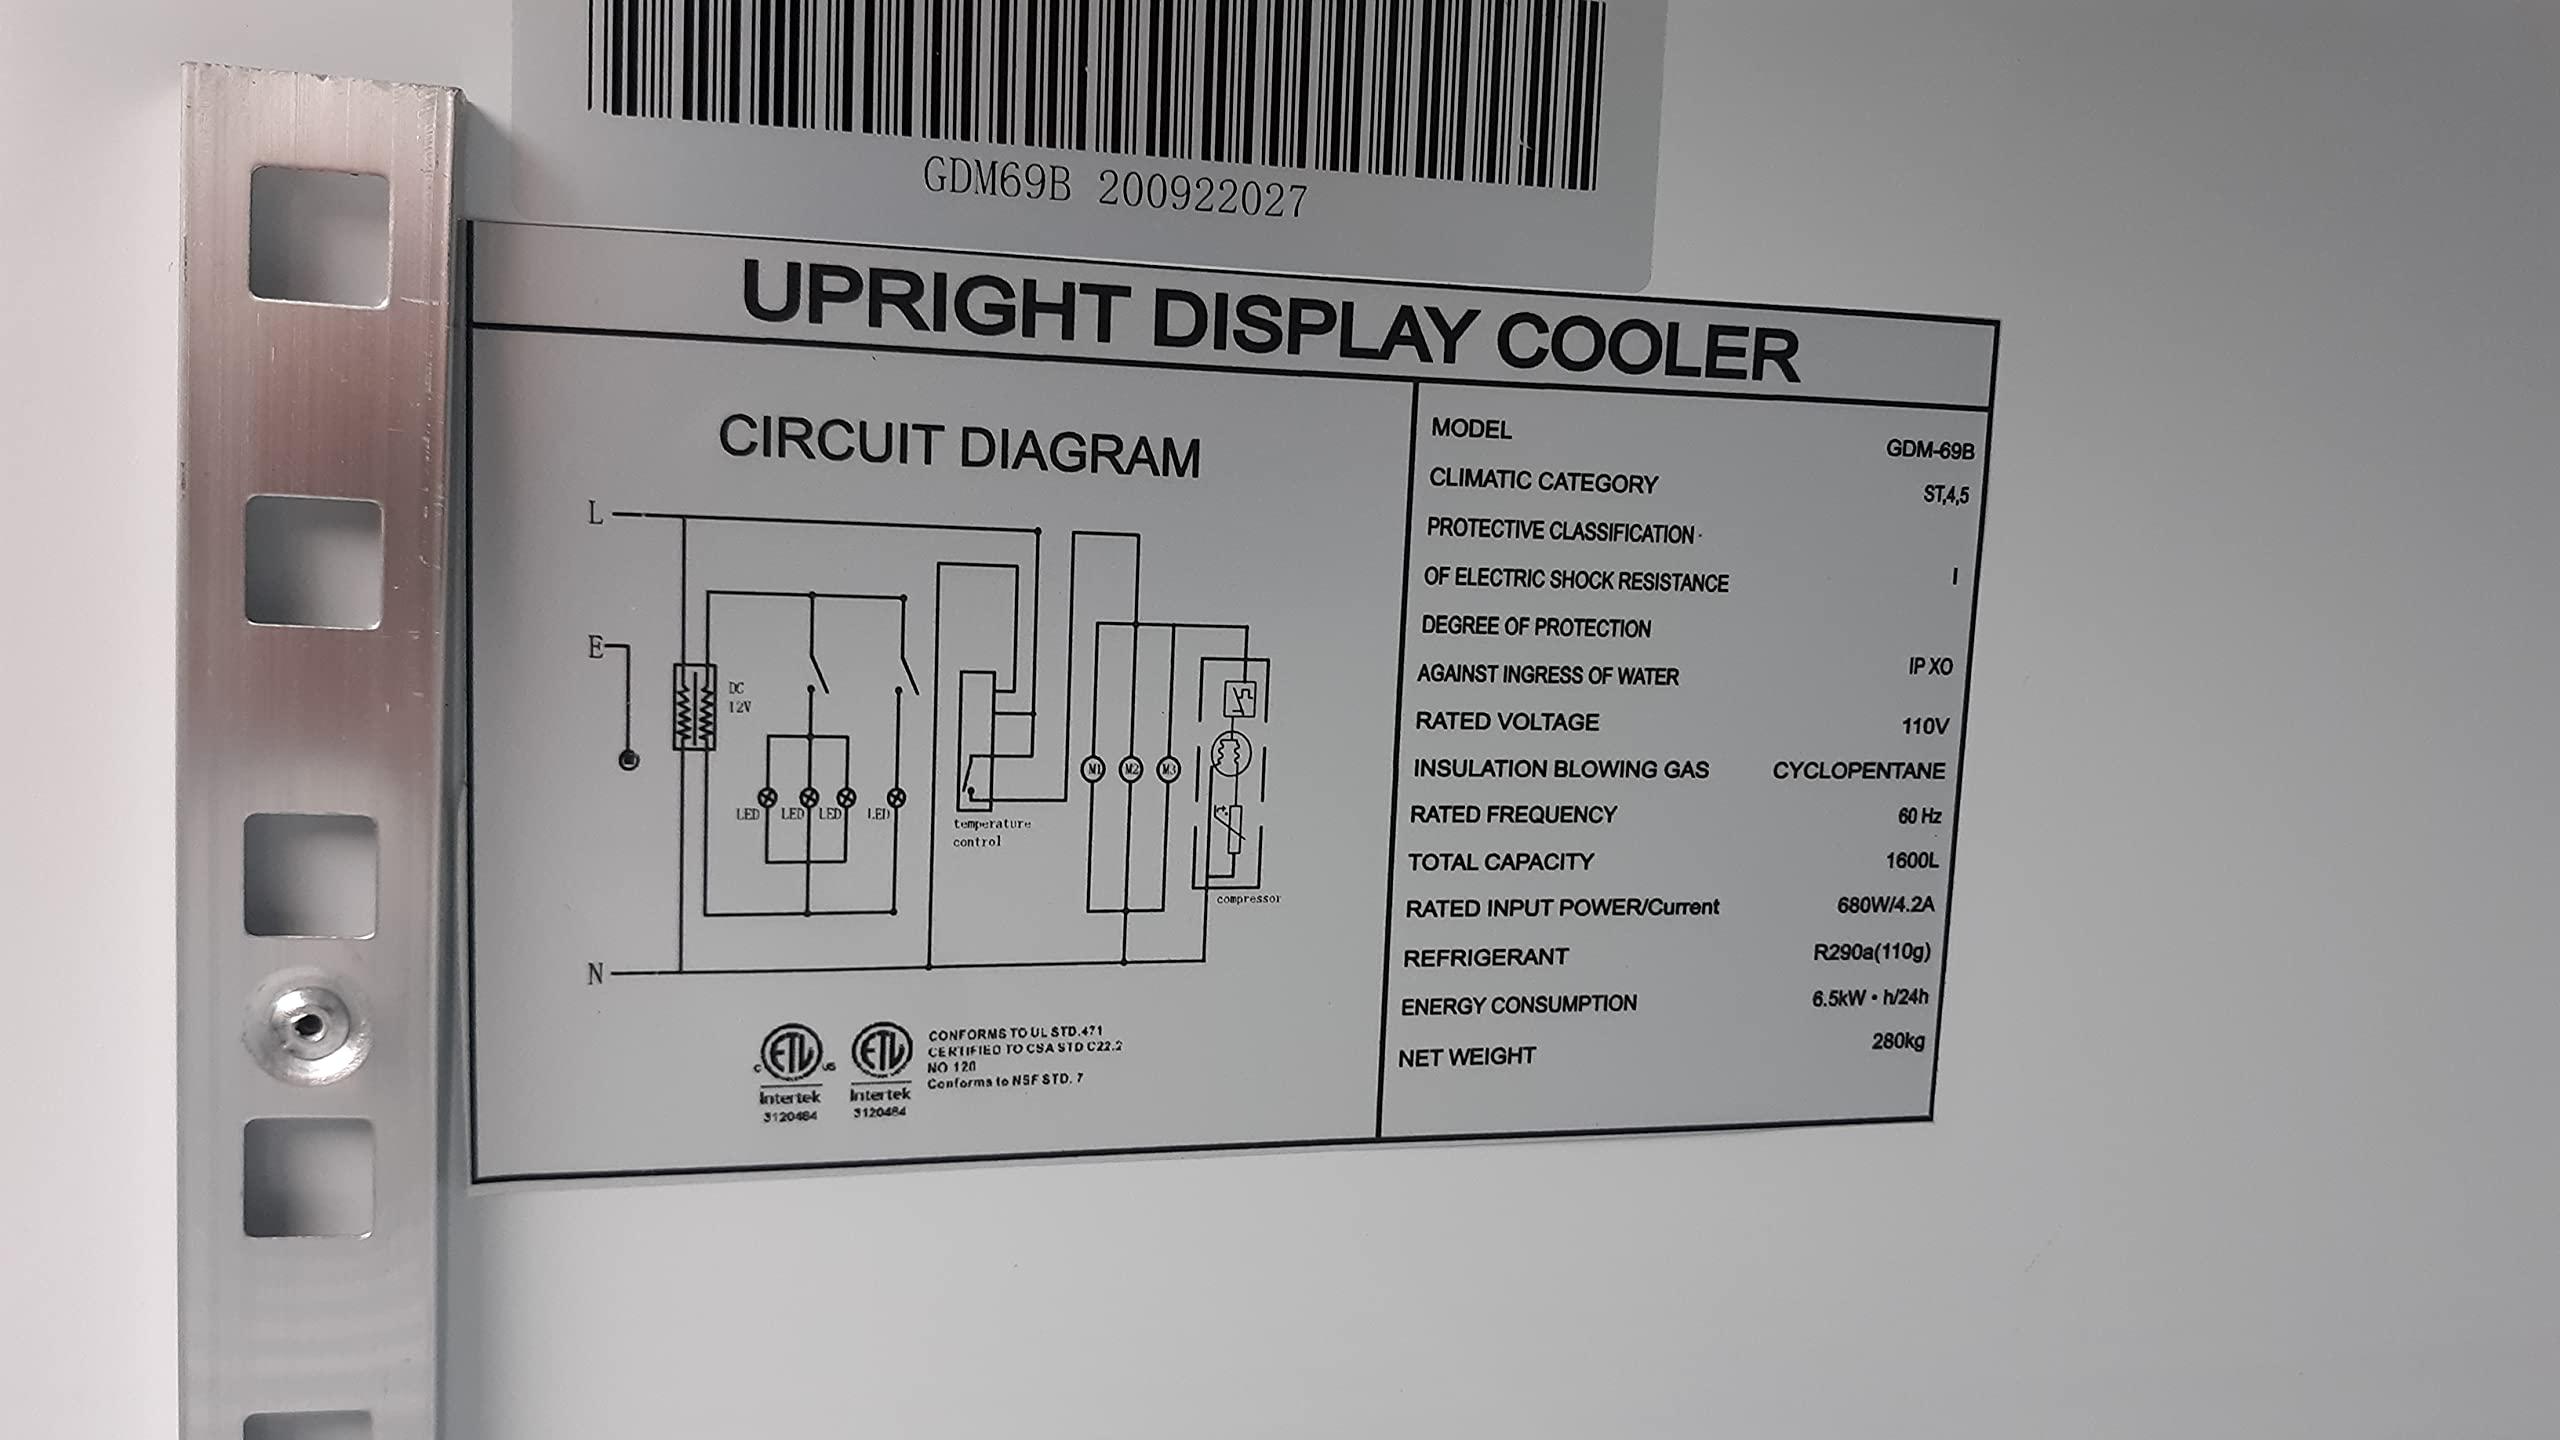 GDM69B 200922027
UPRIGHT DISPLAY COOLER
CIRCUIT DIAGRAM
L
E
DC
12V
LED LED LED LED
temperature
control
M1 M2 M3
compressor
N
C ETL US
Intertek
3120484
ETL
Intertek
3120484
CONFORMS TO UL STD.471
CERTIFIED TO CSA STD C22.2
NO 120
Conforms to NSF STD. 7
MODEL GDM-69B
CLIMATIC CATEGORY ST,4,5
PROTECTIVE CLASSIFICATION
OF ELECTRIC SHOCK RESISTANCE I
DEGREE OF PROTECTION
AGAINST INGRESS OF WATER IP XO
RATED VOLTAGE 110V
INSULATION BLOWING GAS CYCLOPENTANE
RATED FREQUENCY 60 Hz
TOTAL CAPACITY 1600L
RATED INPUT POWER/Current 680W/4.2A
REFRIGERANT R290a(110g)
ENERGY CONSUMPTION 6.5kW·h/24h
NET WEIGHT 280kg